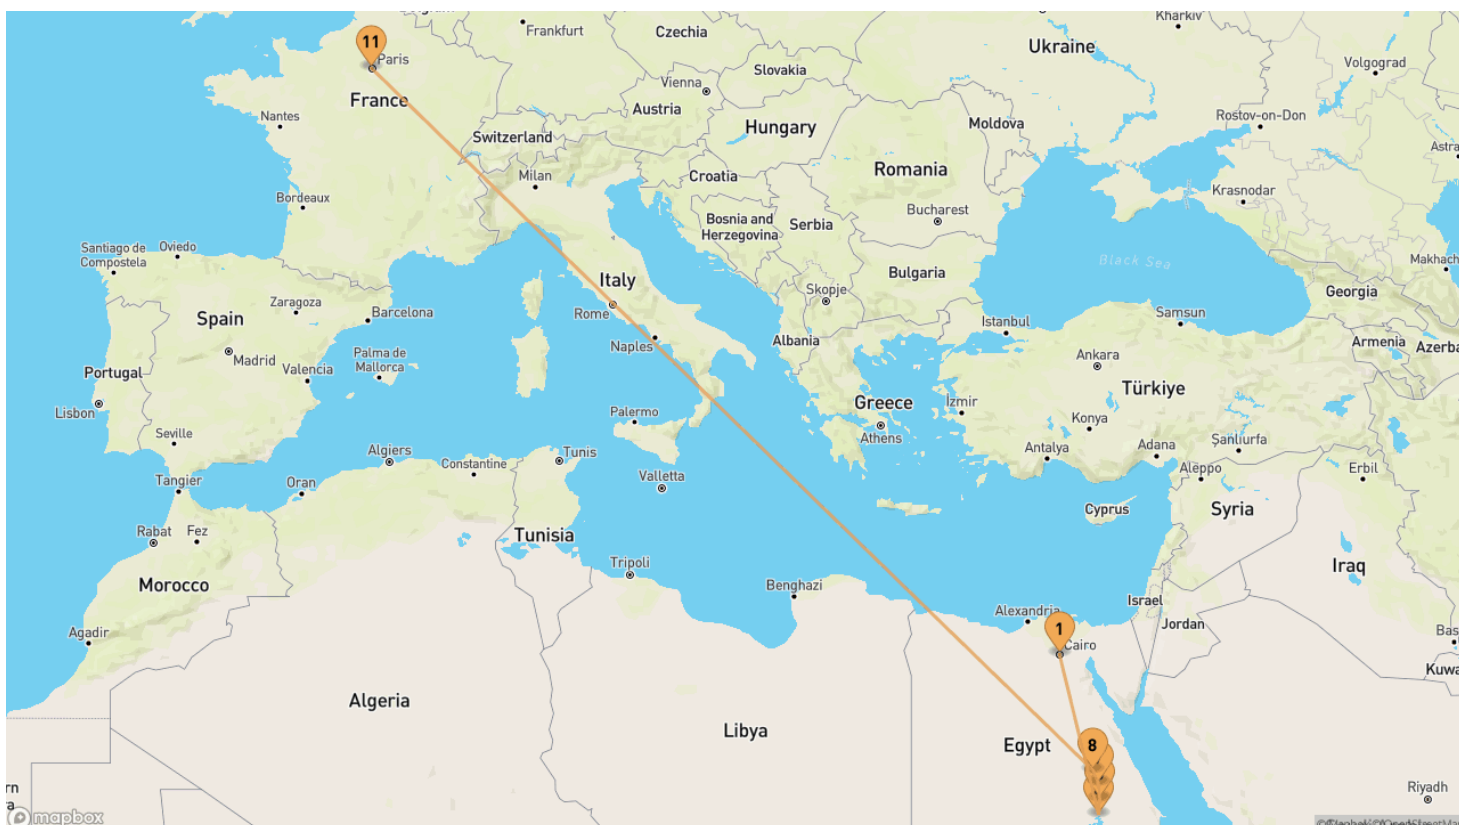 Kharkiv
Frankfurt
Czechia
Ukraine
11
Paris
Slovakia
Volgograd
Vienna
France
Austria
Nantes
Switzerland
Hungary
Moldova
Rostov-on-Don
Milan
Croatia
Romania
Astra
Bordeaux
Krasnodar
Bosnia and
Herzegovina
Serbia
Bucharest
Santiago de
Compostela
Oviedo
Black Sea
Makhach
Bulgaria
Italy
Skopje
Georgia
Zaragoza
Barcelona
Rome
Spain
Istanbul
Samsun
Albania
Naples
Armenia
Azerba
Madrid
Palma de
Mallorca
Ankara
Portugal
Valencia
Türkiye
Lisbon
Greece
İzmir
Palermo
Konya
Seville
Athens
Antalya
Adana
Şanlıurfa
Algiers
Constantine
Tunis
Aleppo
Erbil
Tangier
Oran
Valletta
Cyprus
Syria
Rabat
Fez
Tunisia
Tripoli
Iraq
Morocco
Benghazi
Israel
Alexandria
Jordan
Agadir
1
Cairo
Bas
Kuwa
Algeria
Libya
Egypt
8
Riyadh
mapbox